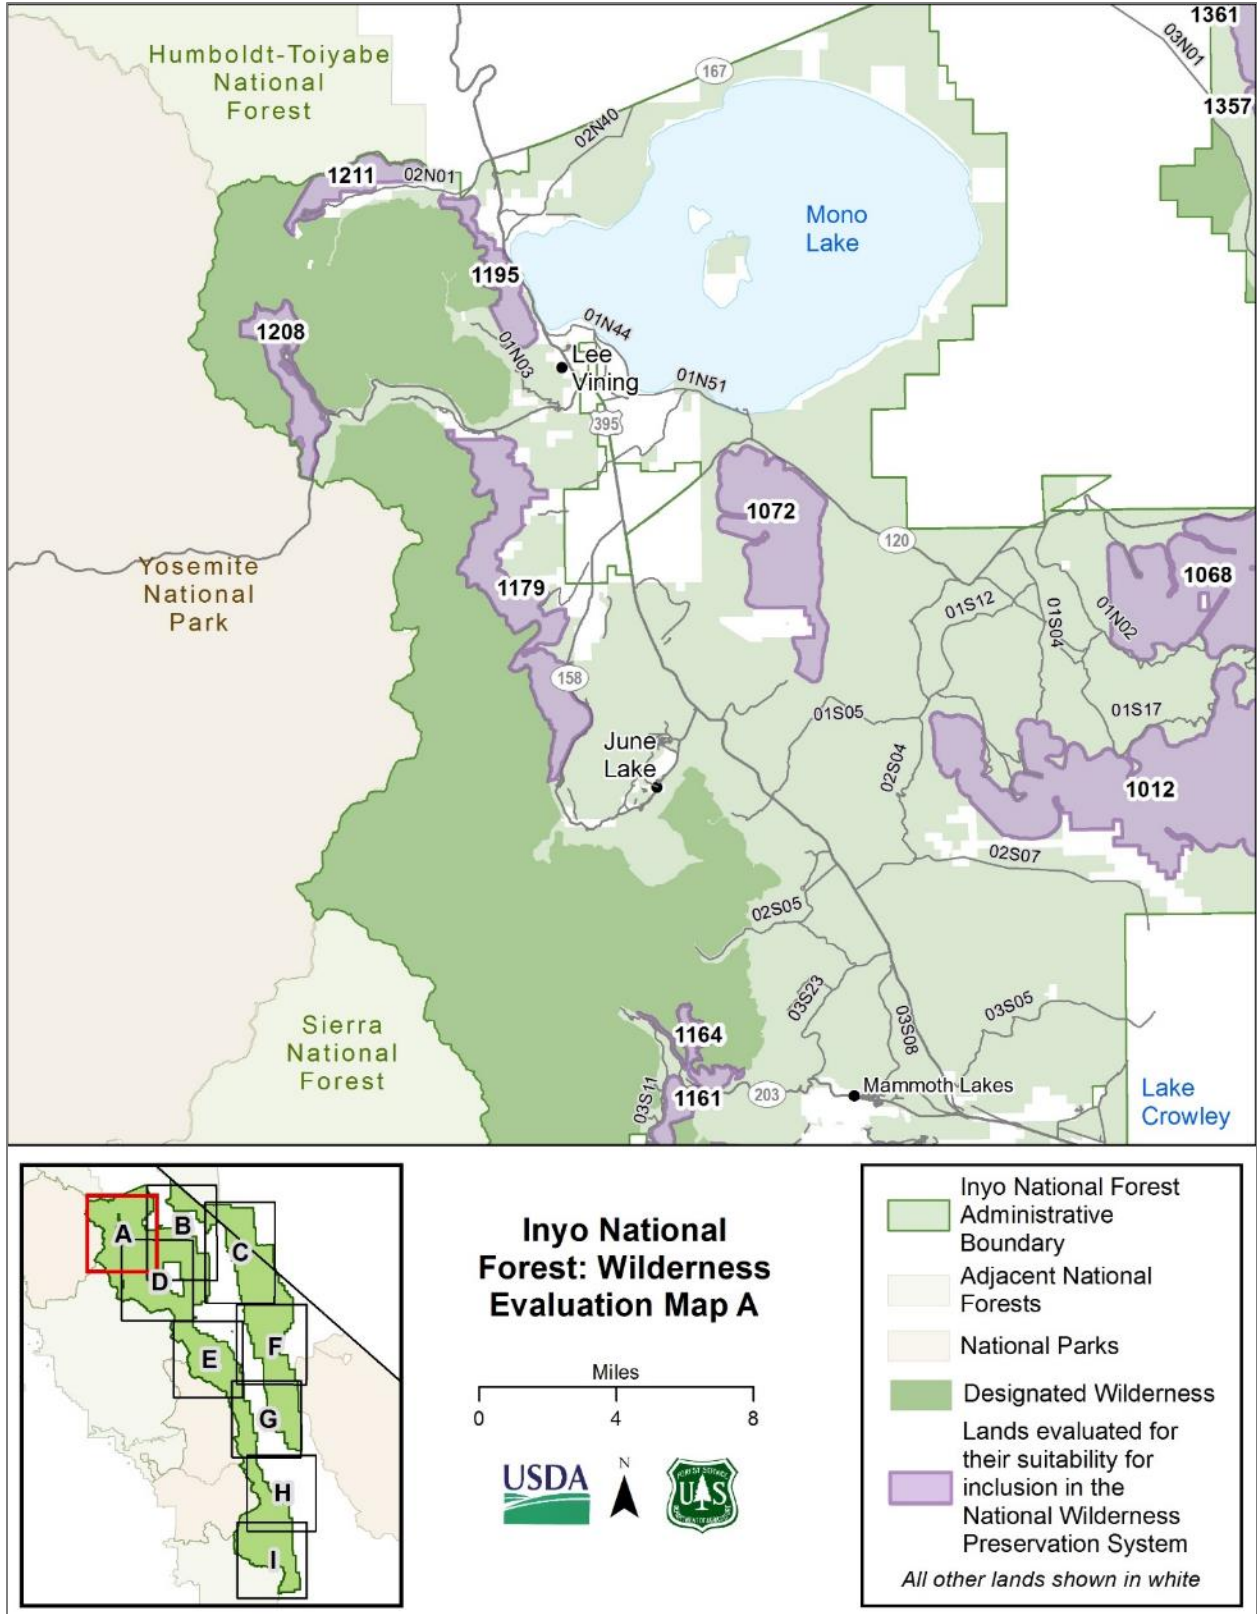 Humboldt-Toiyabe
National
Forest
167
1361
03N01
1357
02N40
1211
02N01
Mono
Lake
1195
1208
01N44
01N03
Lee
Vining
01N51
395
1072
120
1068
Yosemite
National
Park
1179
01S12
01S04
01N02
158
01S05
01S17
June
Lake
02S04
1012
02S07
02S05
03S23
03S08
03S05
Sierra
National
Forest
1164
03S11
1161
203
Mammoth Lakes
Lake
Crowley
A
B
C
D
E
F
G
H
I
Inyo National
Forest: Wilderness
Evaluation Map A
Miles
0 4 8
USDA
N
FOREST SERVICE
U S
DEPARTMENT OF AGRICULTURE
Inyo National Forest
Administrative
Boundary
Adjacent National
Forests
National Parks
Designated Wilderness
Lands evaluated for
their suitability for
inclusion in the
National Wilderness
Preservation System
All other lands shown in white